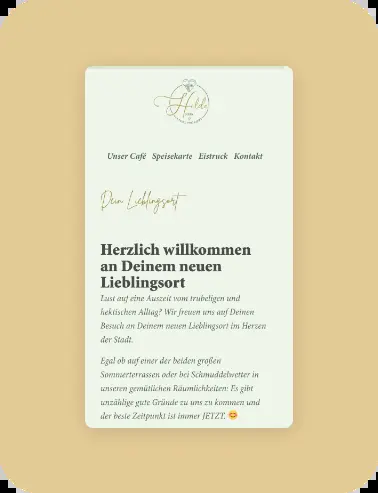 Hilde
Unser Café Speisekarte Eistruck Kontakt
Dein Lieblingsort
Herzlich willkommen
an Deinem neuen
Lieblingsort
Lust auf eine Auszeit vom trubeligen und
hektischen Alltag? Wir freuen uns auf Deinen
Besuch an Deinem neuen Lieblingsort im Herzen
der Stadt.
Egal ob auf einer der beiden großen
Sommerterrassen oder bei Schmuddelwetter in
unseren gemütlichen Räumlichkeiten: Es gibt
unzählige gute Gründe zu uns zu kommen und
der beste Zeitpunkt ist immer JETZT. 😊